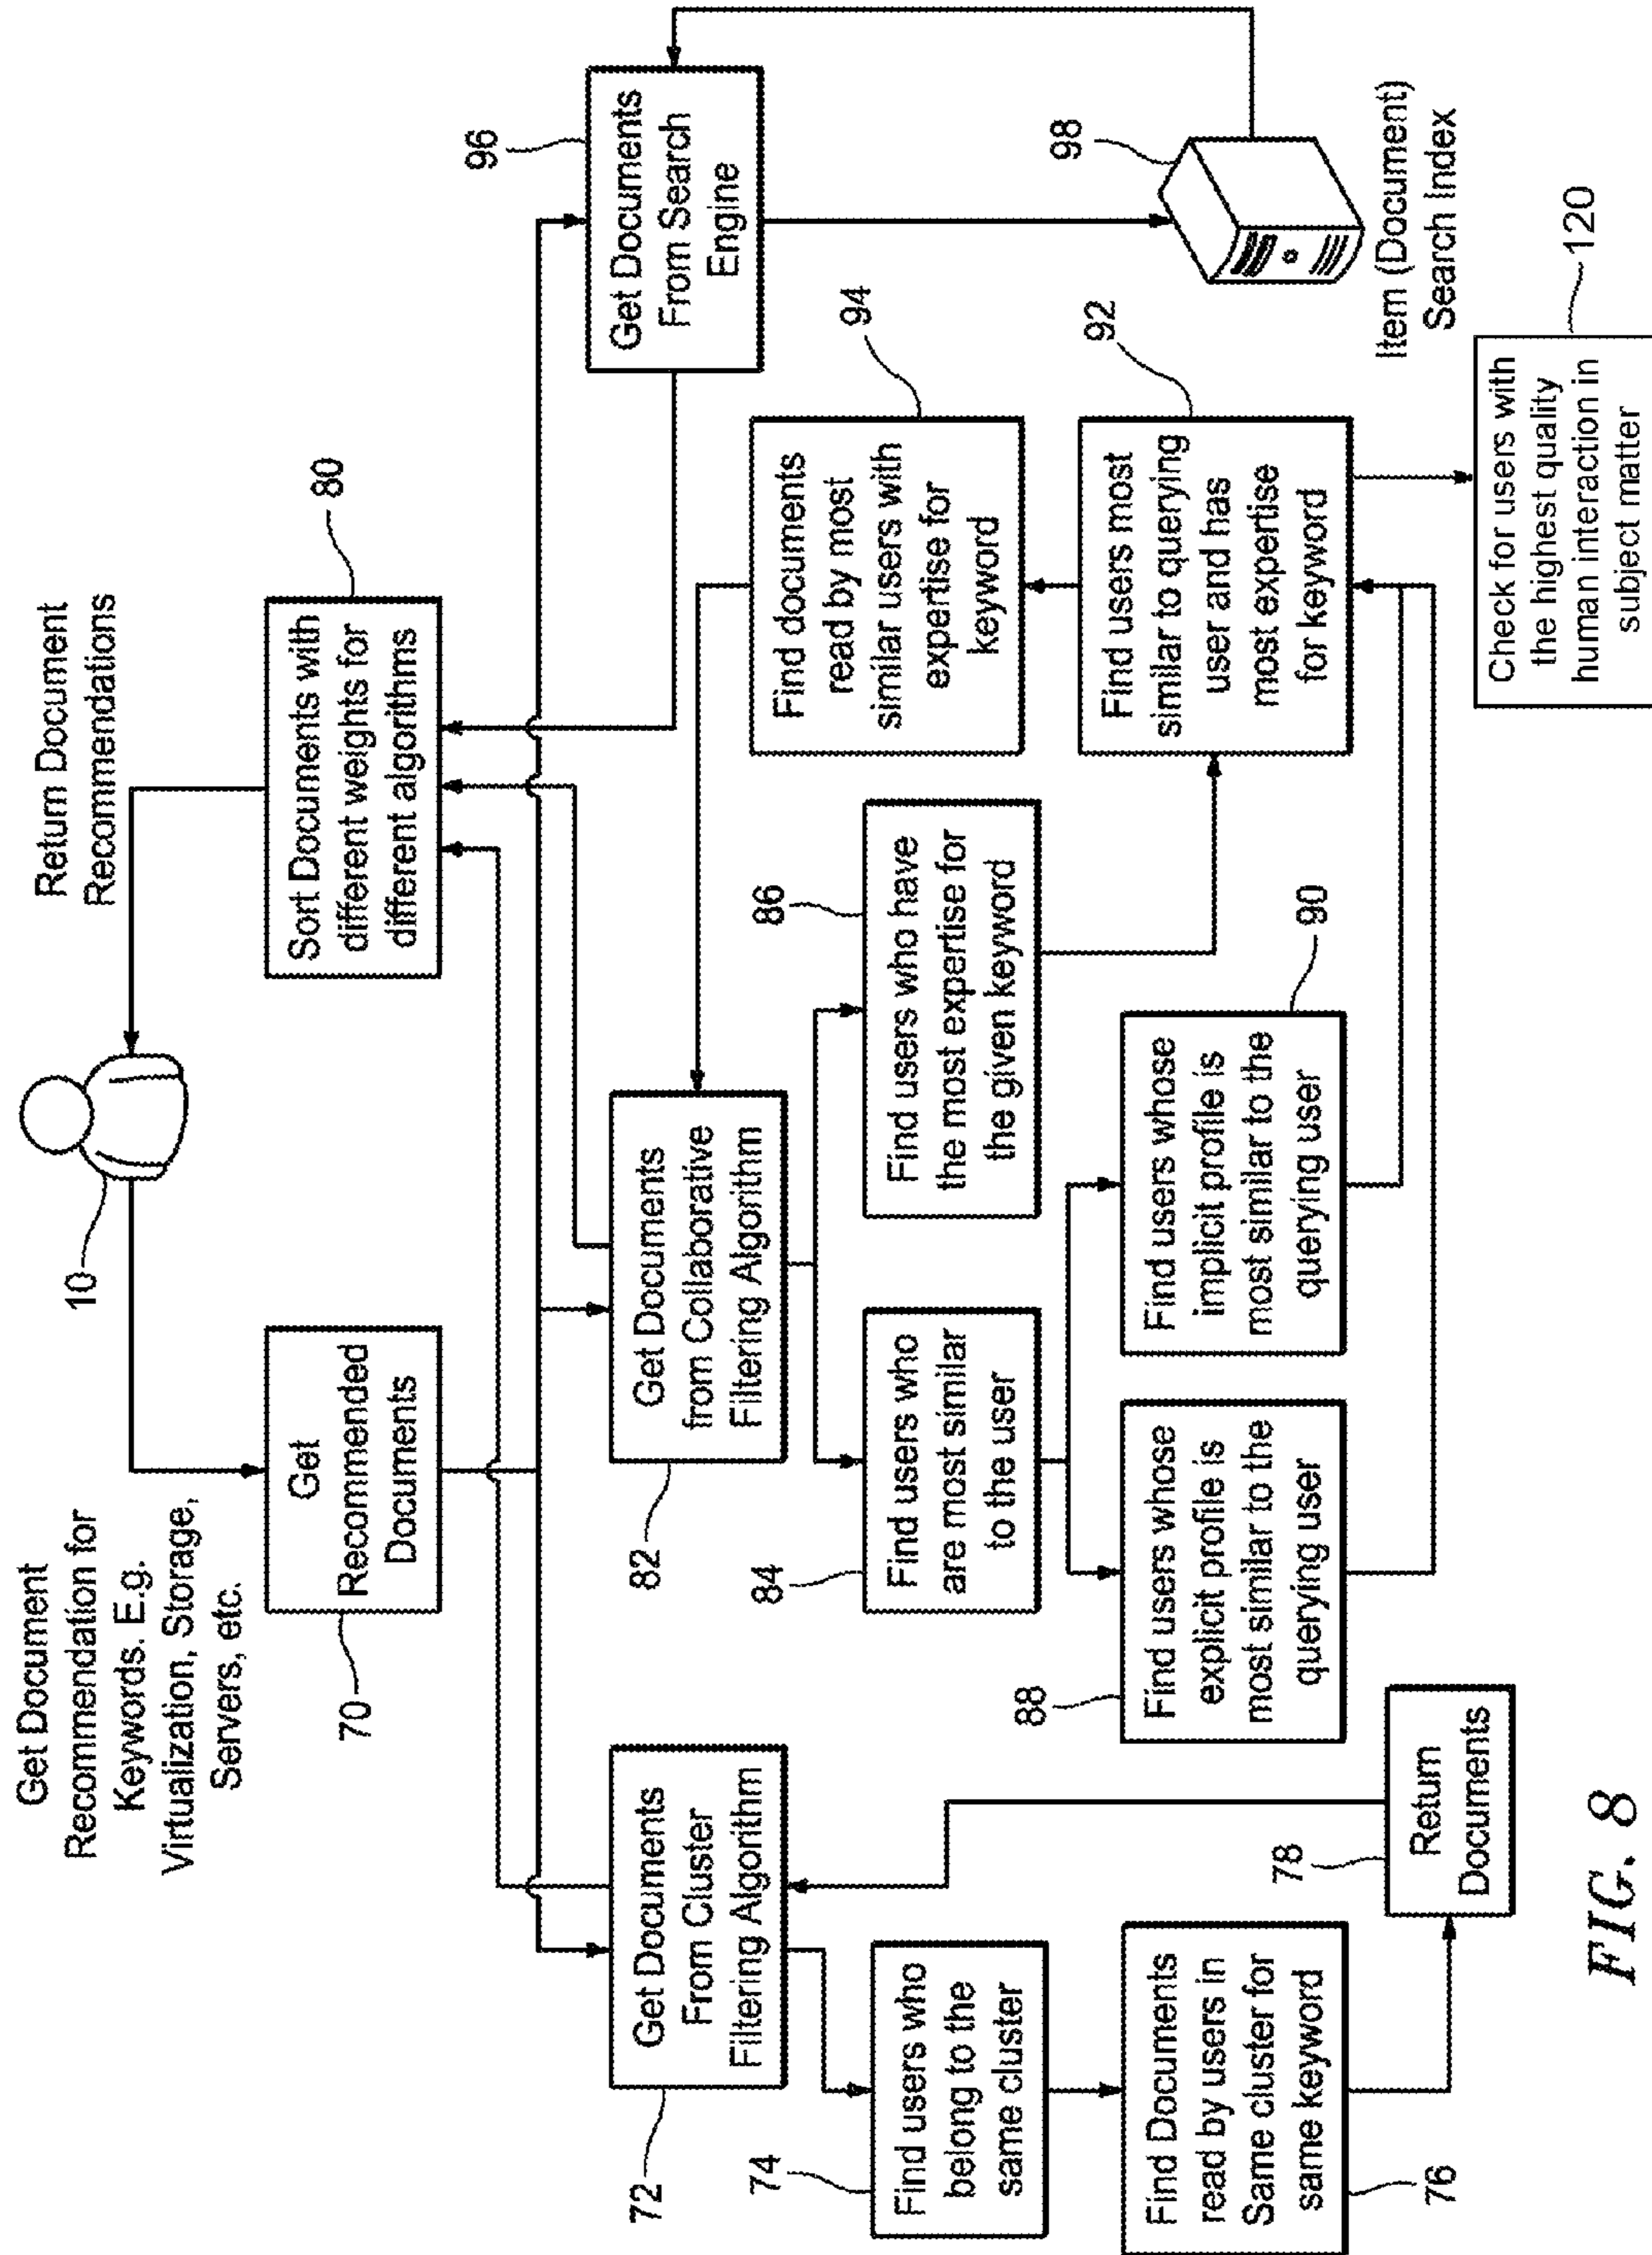 Get Document
Recommendation for
Keywords. E.g.
Virtualization, Storage,
Servers, etc.
10
Return Document
Recommendations
70
Get
Recommended
Documents
80
Sort Documents with
different weights for
different algorithms
72
Get Documents
From Cluster
Filtering Algorithm
82
Get Documents
from Collaborative
Filtering Algorithm
96
Get Documents
From Search
Engine
74
Find users who
belong to the
same cluster
84
Find users who
are most similar
to the user
86
Find users who have
the most expertise for
the given keyword
94
Find documents
read by most
similar users with
expertise for
keyword
76
Find Documents
read by users in
Same cluster for
same keyword
88
Find users whose
explicit profile is
most similar to the
querying user
90
Find users whose
implicit profile is
most similar to the
querying user
92
Find users most
similar to querying
user and has
most expertise
for keyword
98
Item (Document)
Search Index
78
Return
Documents
120
Check for users with
the highest quality
human interaction in
subject matter
FIG. 8